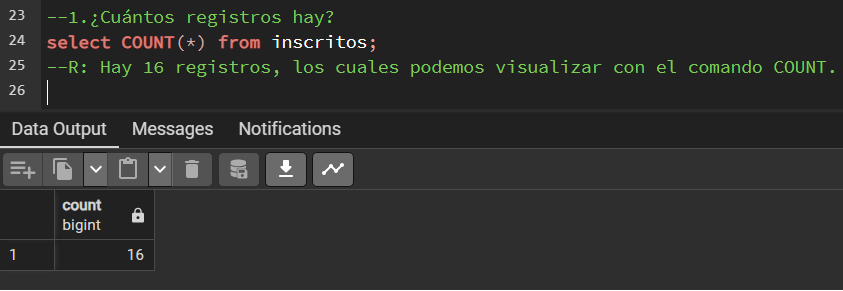 23 --1.¿Cuántos registros hay?
24 select COUNT(*) from inscritos;
25 --R: Hay 16 registros, los cuales podemos visualizar con el comando COUNT.
26
Data Output Messages Notifications
count
bigint
1 16